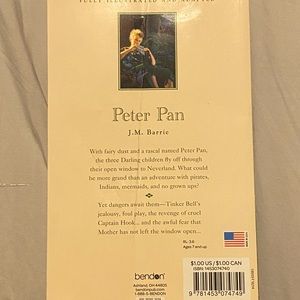 FULLY ILLUSTRATED AND ADAPTED
Peter Pan
J.M. Barrie
With fairy dust and a rascal named Peter Pan,
the three Darling children fly off through
their open window to Neverland. What could
be more grand than an adventure with pirates,
Indians, mermaids, and no grown ups?
Yet dangers await them—Tinker Bell's
jealousy, foul play, the revenge of cruel
Captain Hook... and the awful fear that
Mother has not left the window open...
RL: 3.6
Ages 7 and up
bendon
Ashland, OH 44805
bendonpub.com
1-888-5-BENDON
$1.00 US / $1.00 CAN
ISBN: 1453074740
9 781453 074749